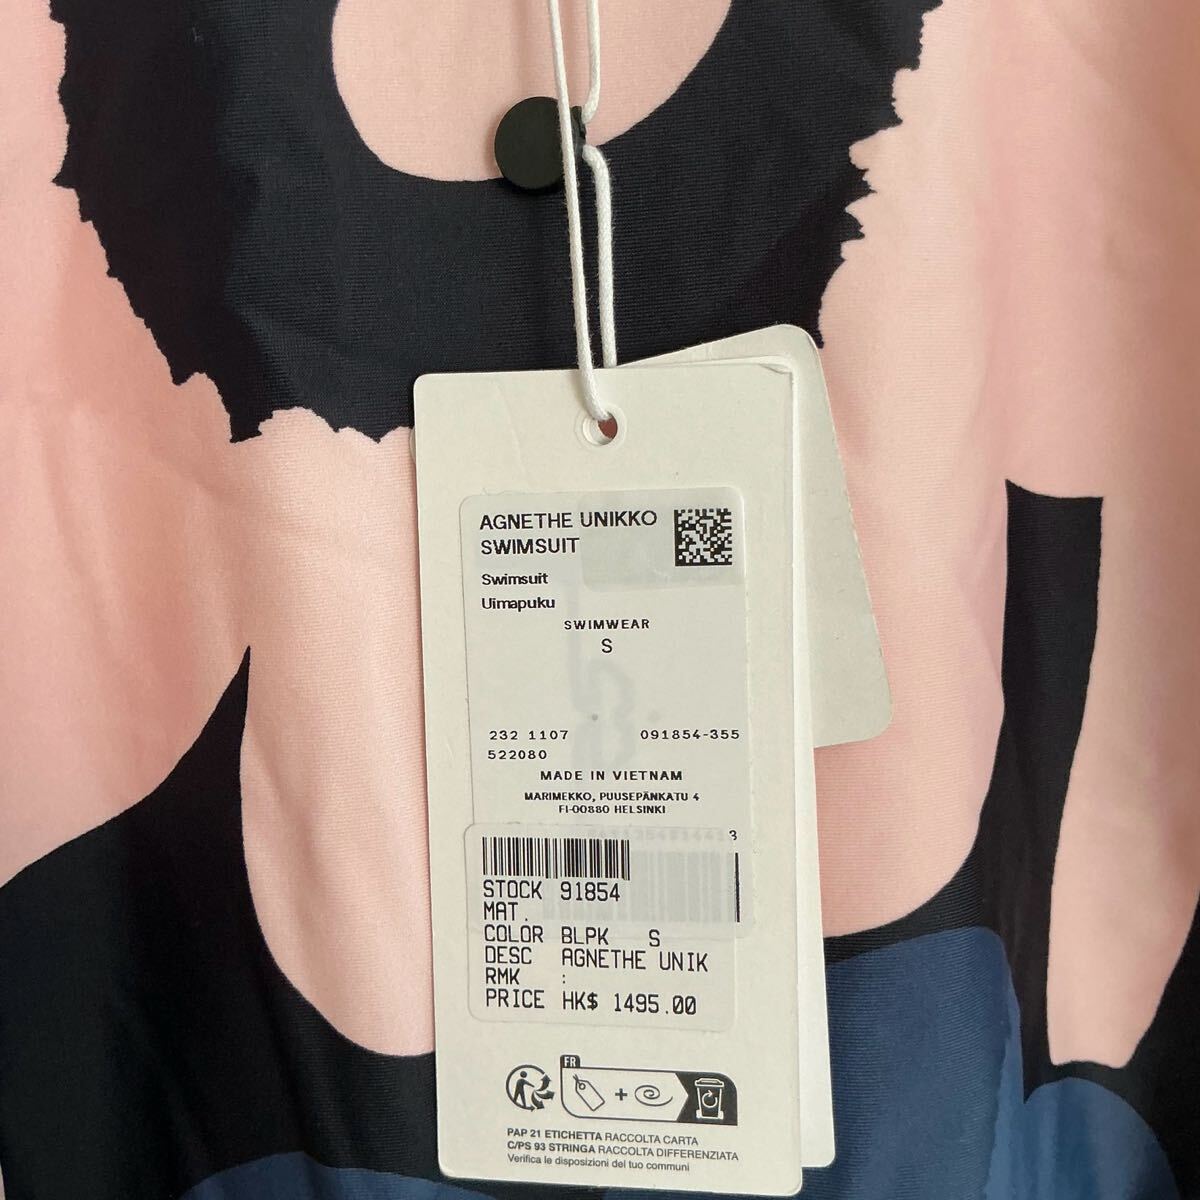 AGNETHE UNIKKO
SWIMSUIT
Swimsuit
Uimapuku
SWIMWEAR
S
232 1107 091854-355
522080
MADE IN VIETNAM
MARIMEKKO, PUUSEPÄNKATU 4
FI-00880 HELSINKI
3
STOCK 91854
MAT.
COLOR BLPK S
DESC AGNETHE UNIK
RMK :
PRICE HK$ 1495.00
FR
+
PAP 21 ETICHETTA RACCOLTA CARTA
C/PS 93 STRINGA RACCOLTA DIFFERENZIATA
Verifica le disposizioni del tuo communi